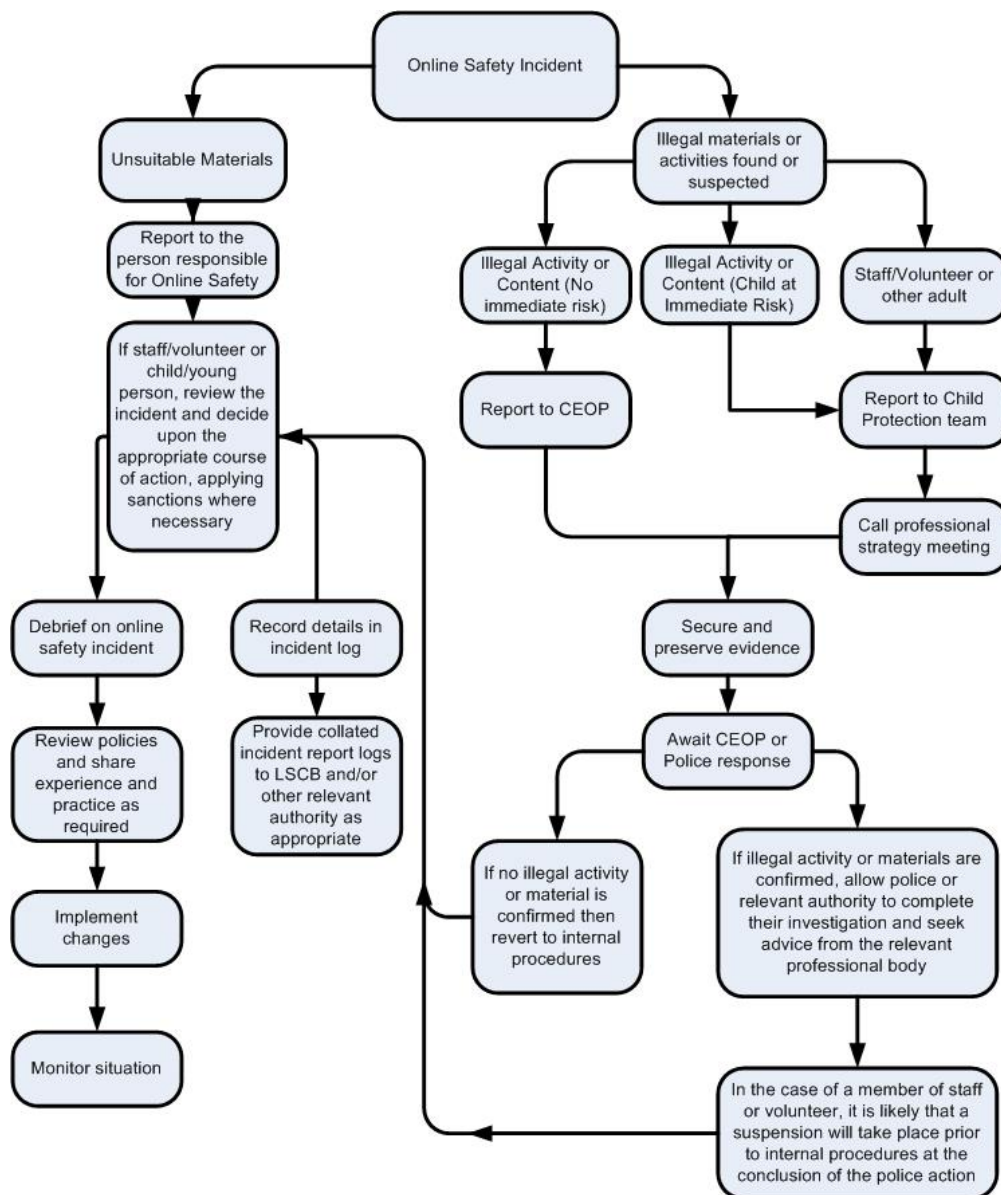 Online Safety Incident
Unsuitable Materials
Report to the
person responsible
for Online Safety
If staff/volunteer or
child/young
person, review the
incident and decide
upon the
appropriate course
of action, applying
sanctions where
necessary
Debrief on online
safety incident
Review policies
and share
experience and
practice as
required
Implement
changes
Monitor situation
Record details in
incident log
Provide collated
incident report logs
to LSCB and/or
other relevant
authority as
appropriate
Illegal materials or
activities found or
suspected
Illegal Activity or
Content (No
immediate risk)
Illegal Activity or
Content (Child at
Immediate Risk)
Staff/Volunteer or
other adult
Report to CEOP
Report to Child
Protection team
Call professional
strategy meeting
Secure and
preserve evidence
Await CEOP or
Police response
If no illegal activity
or material is
confirmed then
revert to internal
procedures
If illegal activity or materials are
confirmed, allow police or
relevant authority to complete
their investigation and seek
advice from the relevant
professional body
In the case of a member of staff
or volunteer, it is likely that a
suspension will take place prior
to internal procedures at the
conclusion of the police action